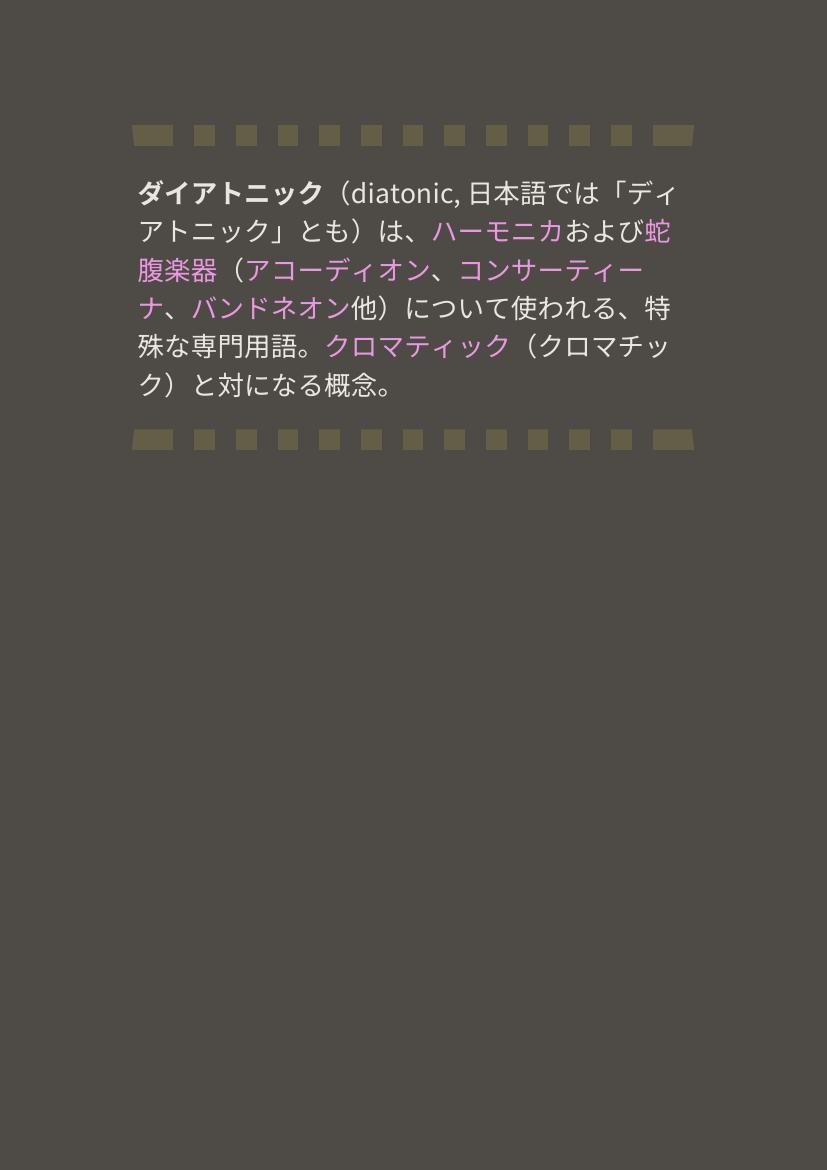 ダイアトニック（diatonic, 日本語では「ディ
アトニック」とも）は、ハーモニカおよび蛇
腹楽器（アコーディオン、コンサーティー
ナ、バンドネオン他）について使われる、特
殊な専門用語。クロマティック（クロマチッ
ク）と対になる概念。